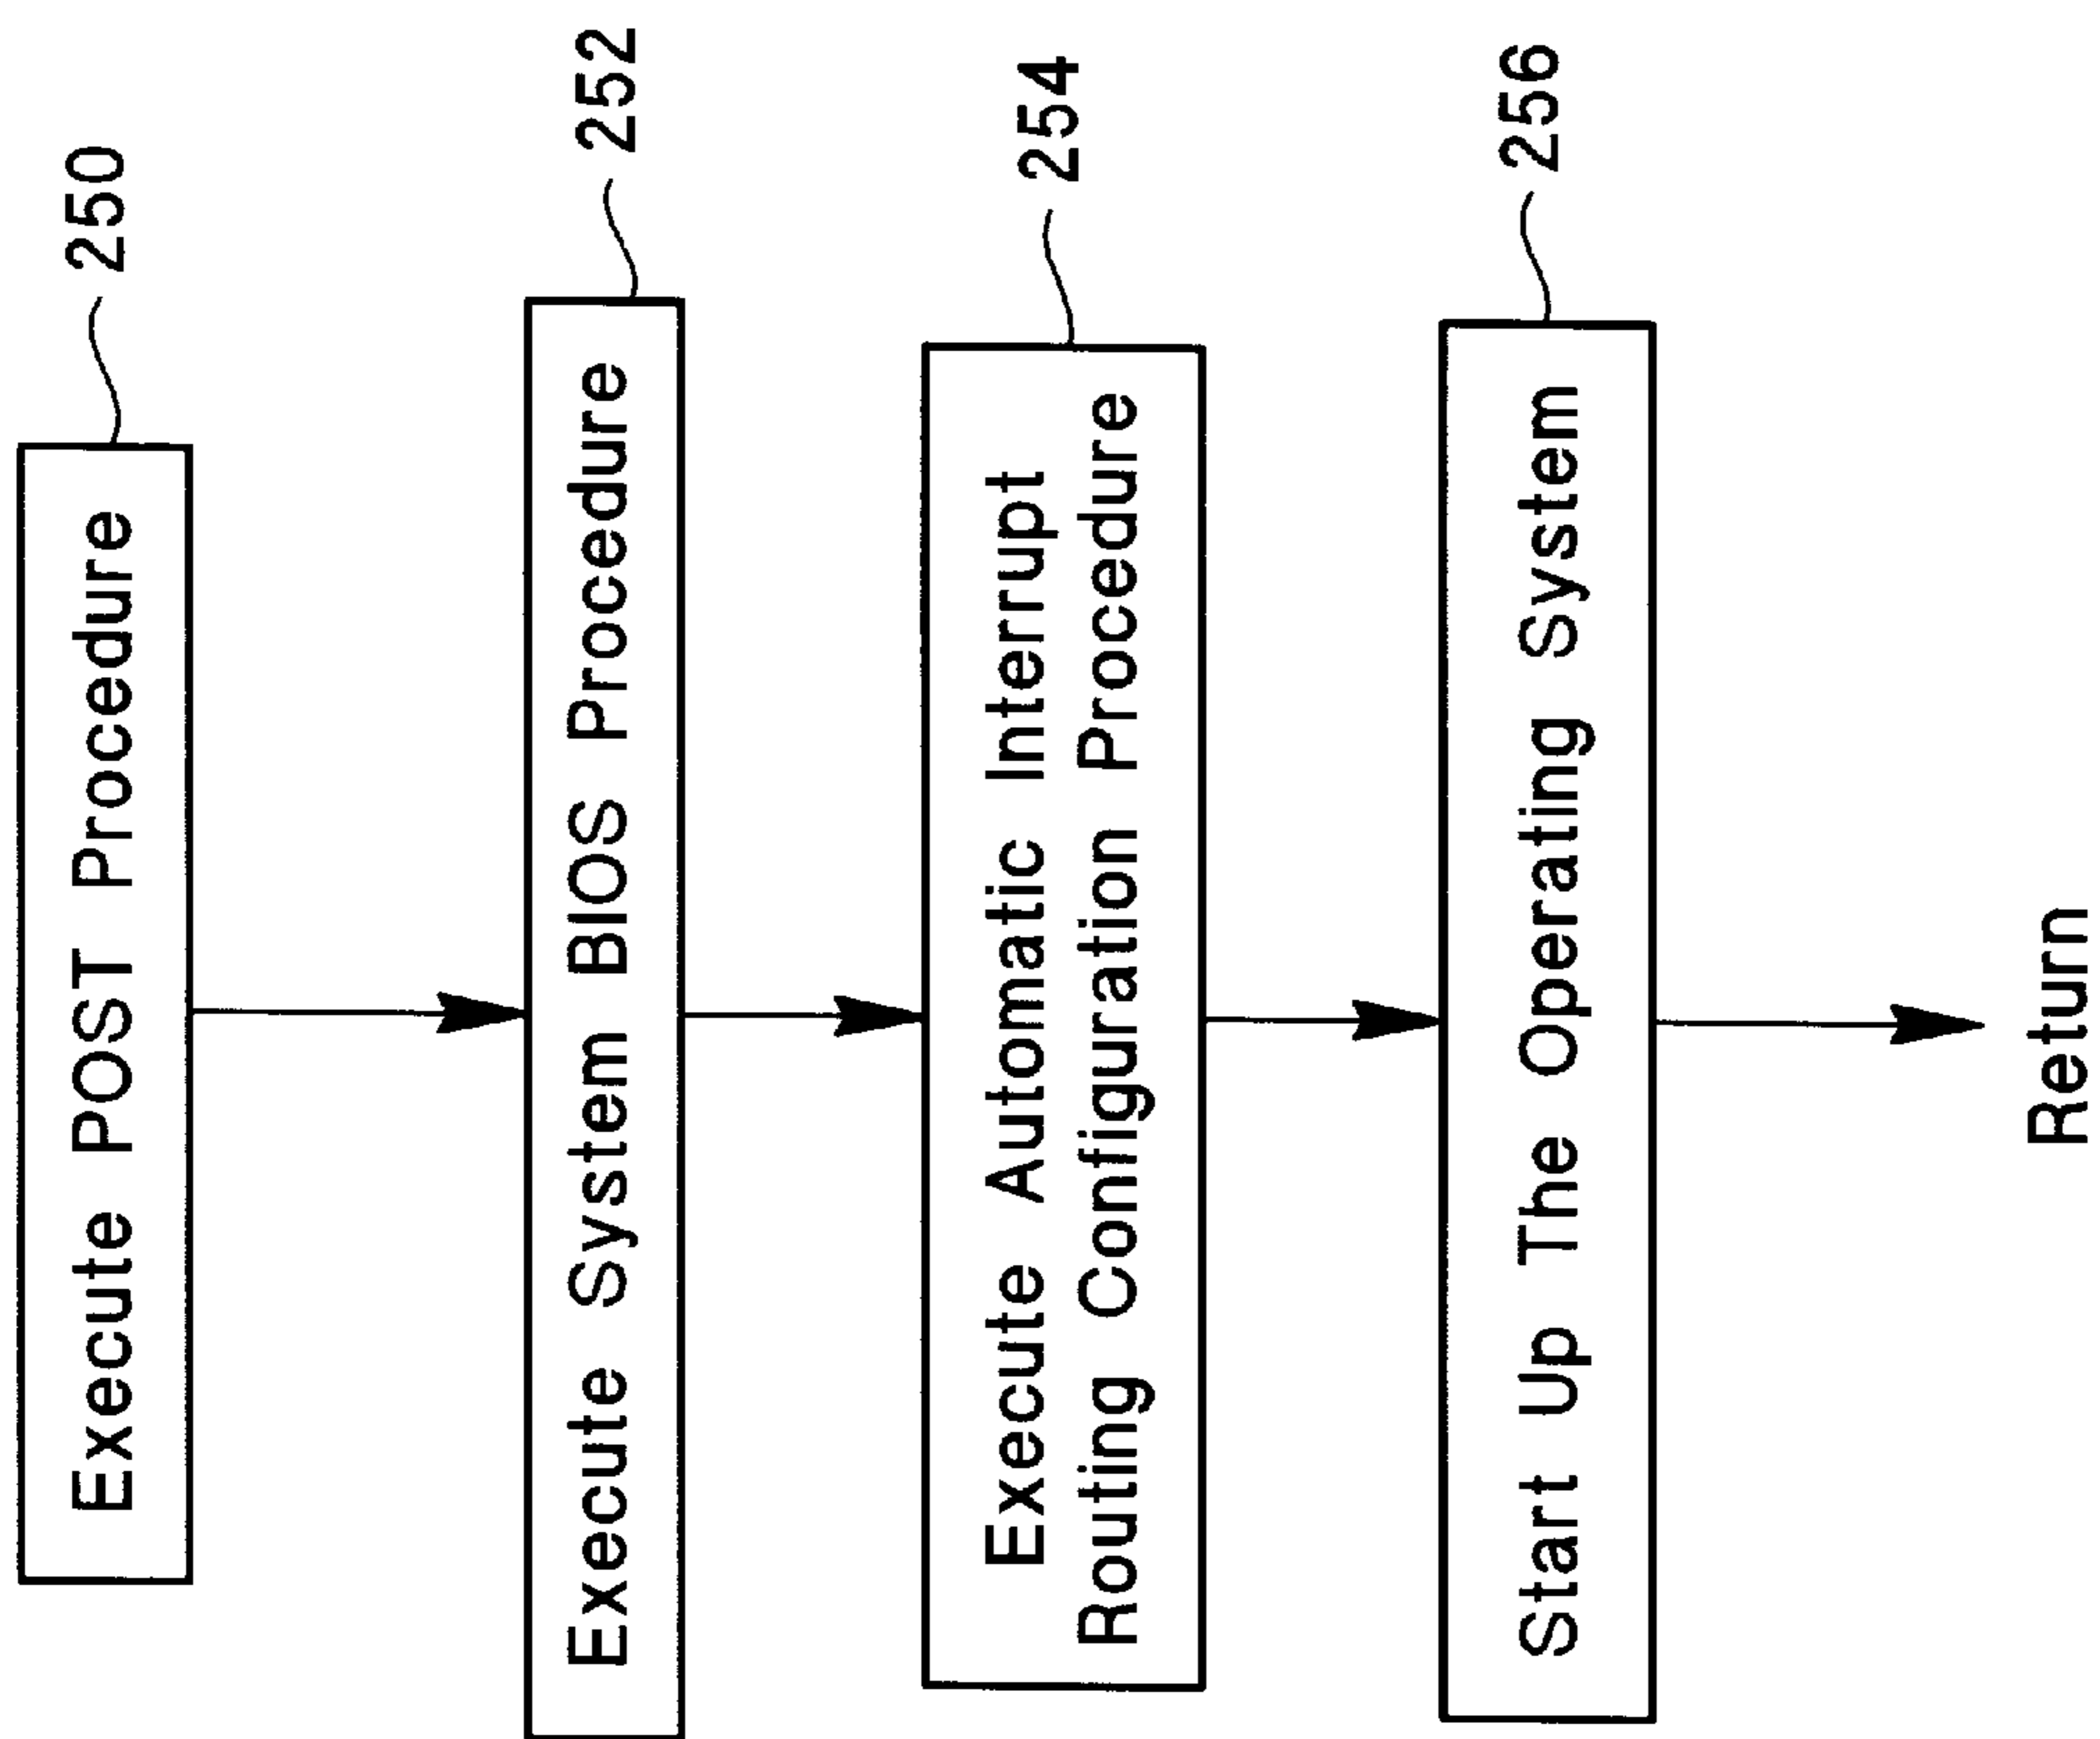 Execute POST Procedure
250
Execute System BIOS Procedure
252
Execute Automatic Interrupt
Routing Configuration Procedure
254
Start Up The Operating System
256
Return